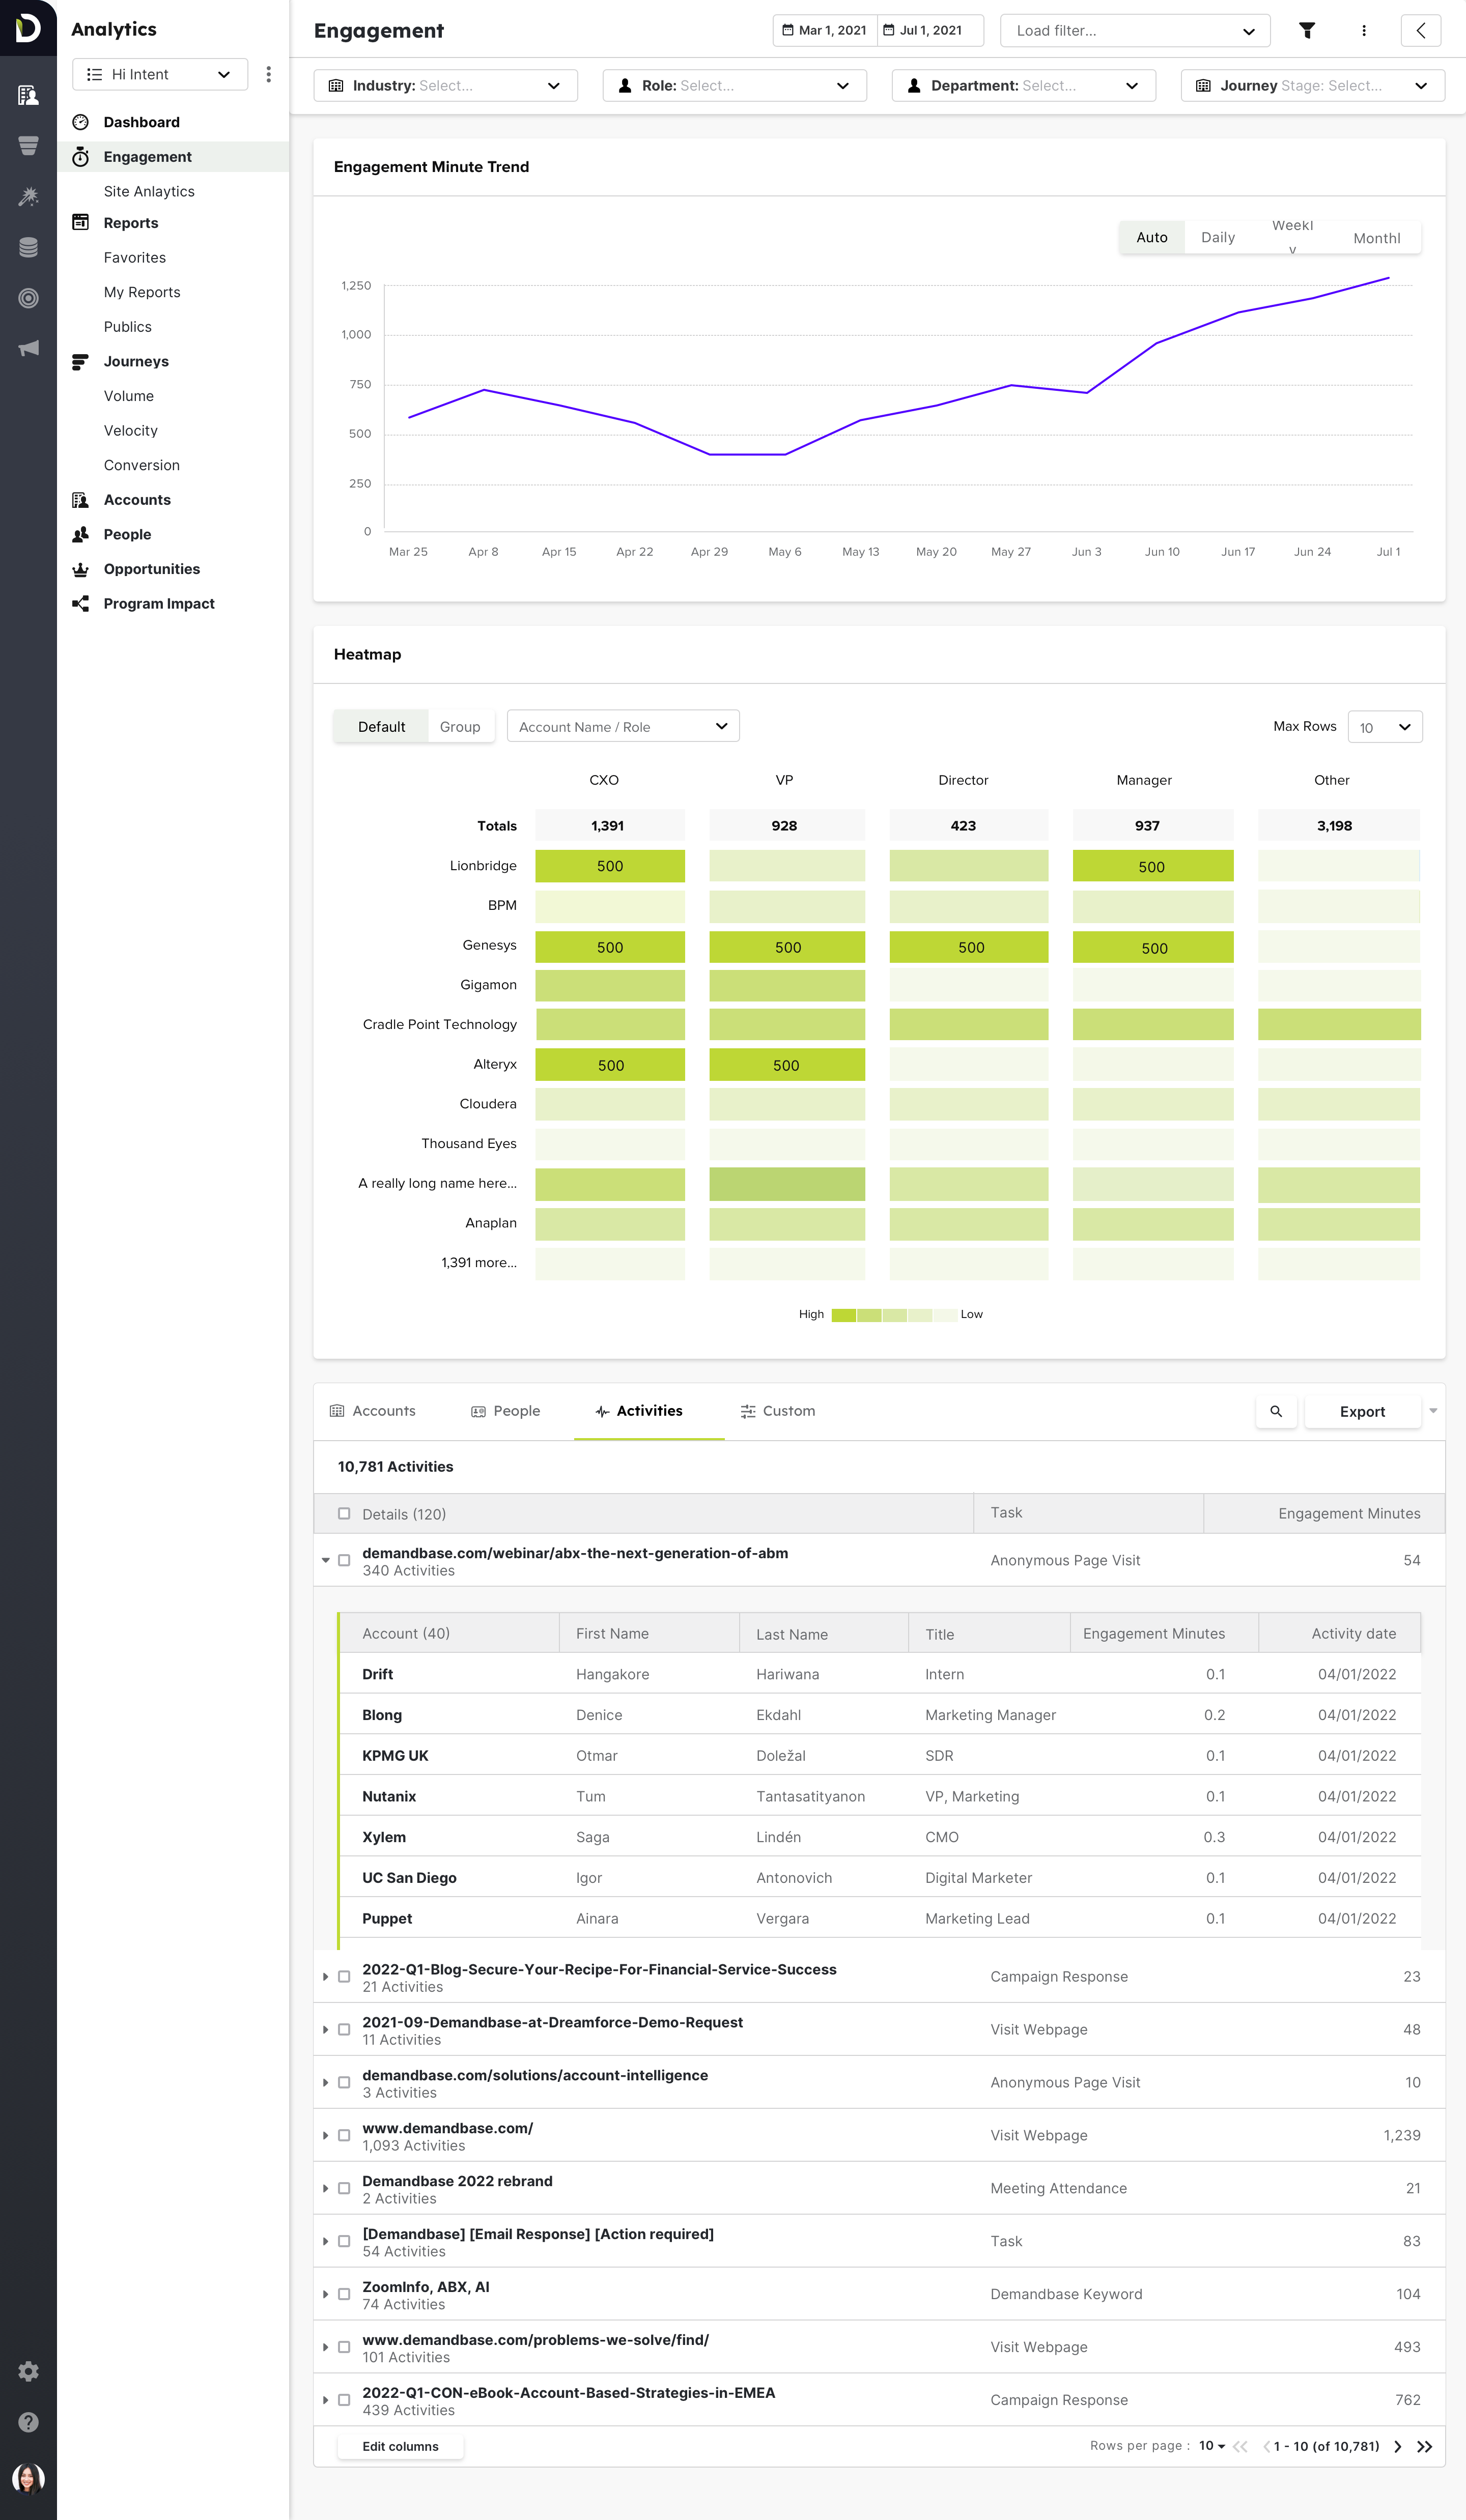 Analytics
Hi Intent
Dashboard
Engagement
Site Anlaytics
Reports
Favorites
My Reports
Publics
Journeys
Volume
Velocity
Conversion
Accounts
People
Opportunities
Program Impact
Engagement
Mar 1, 2021 Jul 1, 2021 Load filter...
Industry: Select... Role: Select... Department: Select... Journey Stage: Select...
Engagement Minute Trend
Auto Daily Weekl
y Monthl
1,250
1,000
750
500
250
0
Mar 25 Apr 8 Apr 15 Apr 22 Apr 29 May 6 May 13 May 20 May 27 Jun 3 Jun 10 Jun 17 Jun 24 Jul 1
Heatmap
Default Group Account Name / Role Max Rows 10
CXO VP Director Manager Other
Totals 1,391 928 423 937 3,198
Lionbridge 500 500
BPM
Genesys 500 500 500 500
Gigamon
Cradle Point Technology
Alteryx 500 500
Cloudera
Thousand Eyes
A really long name here...
Anaplan
1,391 more...
High Low
Accounts People Activities Custom Export
10,781 Activities
Details (120) Task Engagement Minutes
demandbase.com/webinar/abx-the-next-generation-of-abm Anonymous Page Visit 54
340 Activities
Account (40) First Name Last Name Title Engagement Minutes Activity date
Drift Hangakore Hariwana Intern 0.1 04/01/2022
Blong Denice Ekdahl Marketing Manager 0.2 04/01/2022
KPMG UK Otmar Doležal SDR 0.1 04/01/2022
Nutanix Tum Tantasatityanon VP, Marketing 0.1 04/01/2022
Xylem Saga Lindén CMO 0.3 04/01/2022
UC San Diego Igor Antonovich Digital Marketer 0.1 04/01/2022
Puppet Ainara Vergara Marketing Lead 0.1 04/01/2022
2022-Q1-Blog-Secure-Your-Recipe-For-Financial-Service-Success Campaign Response 23
21 Activities
2021-09-Demandbase-at-Dreamforce-Demo-Request Visit Webpage 48
11 Activities
demandbase.com/solutions/account-intelligence Anonymous Page Visit 10
3 Activities
www.demandbase.com/ Visit Webpage 1,239
1,093 Activities
Demandbase 2022 rebrand Meeting Attendance 21
2 Activities
[Demandbase] [Email Response] [Action required] Task 83
54 Activities
ZoomInfo, ABX, AI Demandbase Keyword 104
74 Activities
www.demandbase.com/problems-we-solve/find/ Visit Webpage 493
101 Activities
2022-Q1-CON-eBook-Account-Based-Strategies-in-EMEA Campaign Response 762
439 Activities
Edit columns Rows per page : 10 1 - 10 (of 10,781)